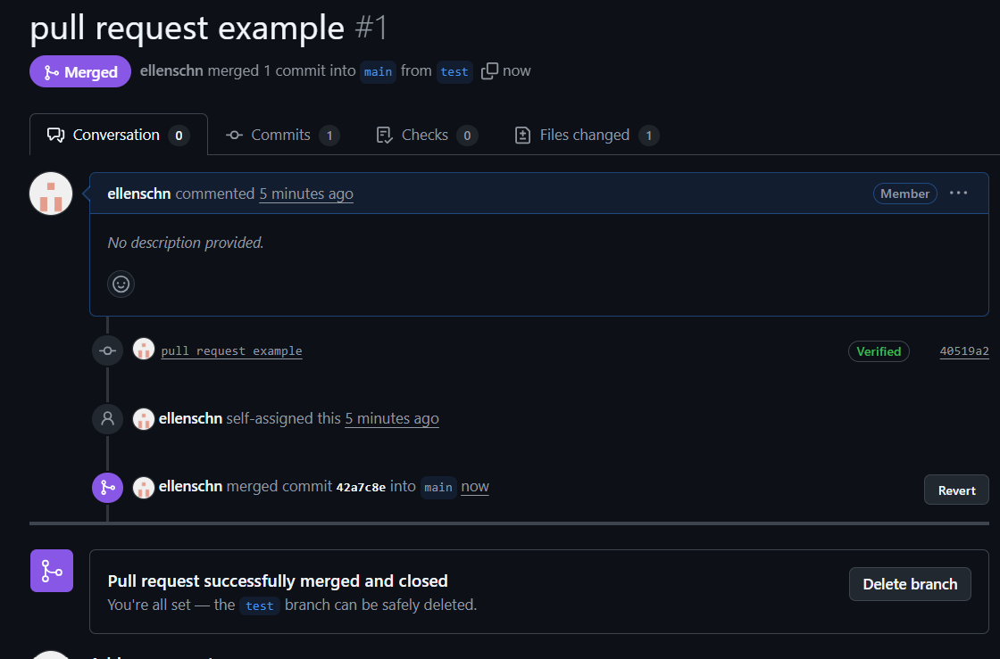 pull request example #1
Merged ellenschn merged 1 commit into main from test now
Conversation 0 Commits 1 Checks 0 Files changed 1
ellenschn commented 5 minutes ago Member
No description provided.
pull request example Verified 40519a2
ellenschn self-assigned this 5 minutes ago
ellenschn merged commit 42a7c8e into main now Revert
Pull request successfully merged and closed
You're all set — the test branch can be safely deleted. Delete branch